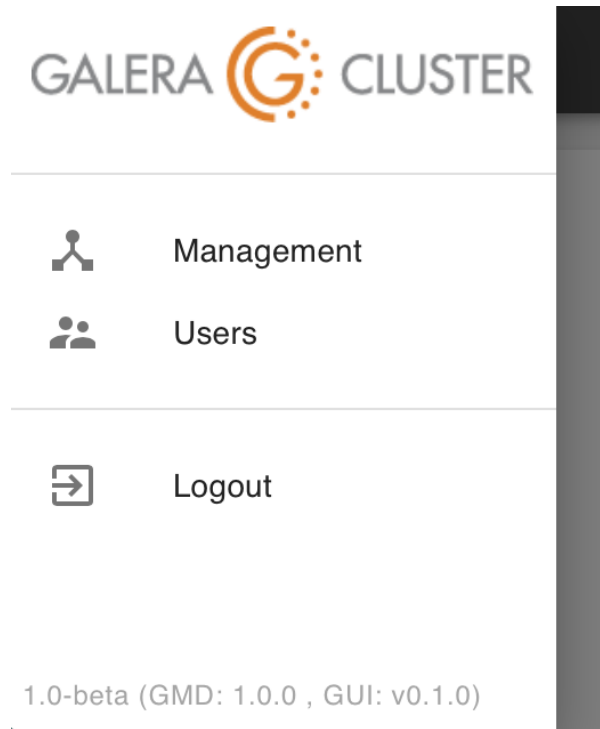 GALERA G CLUSTER
Management
Users
Logout
1.0-beta (GMD: 1.0.0 , GUI: v0.1.0)